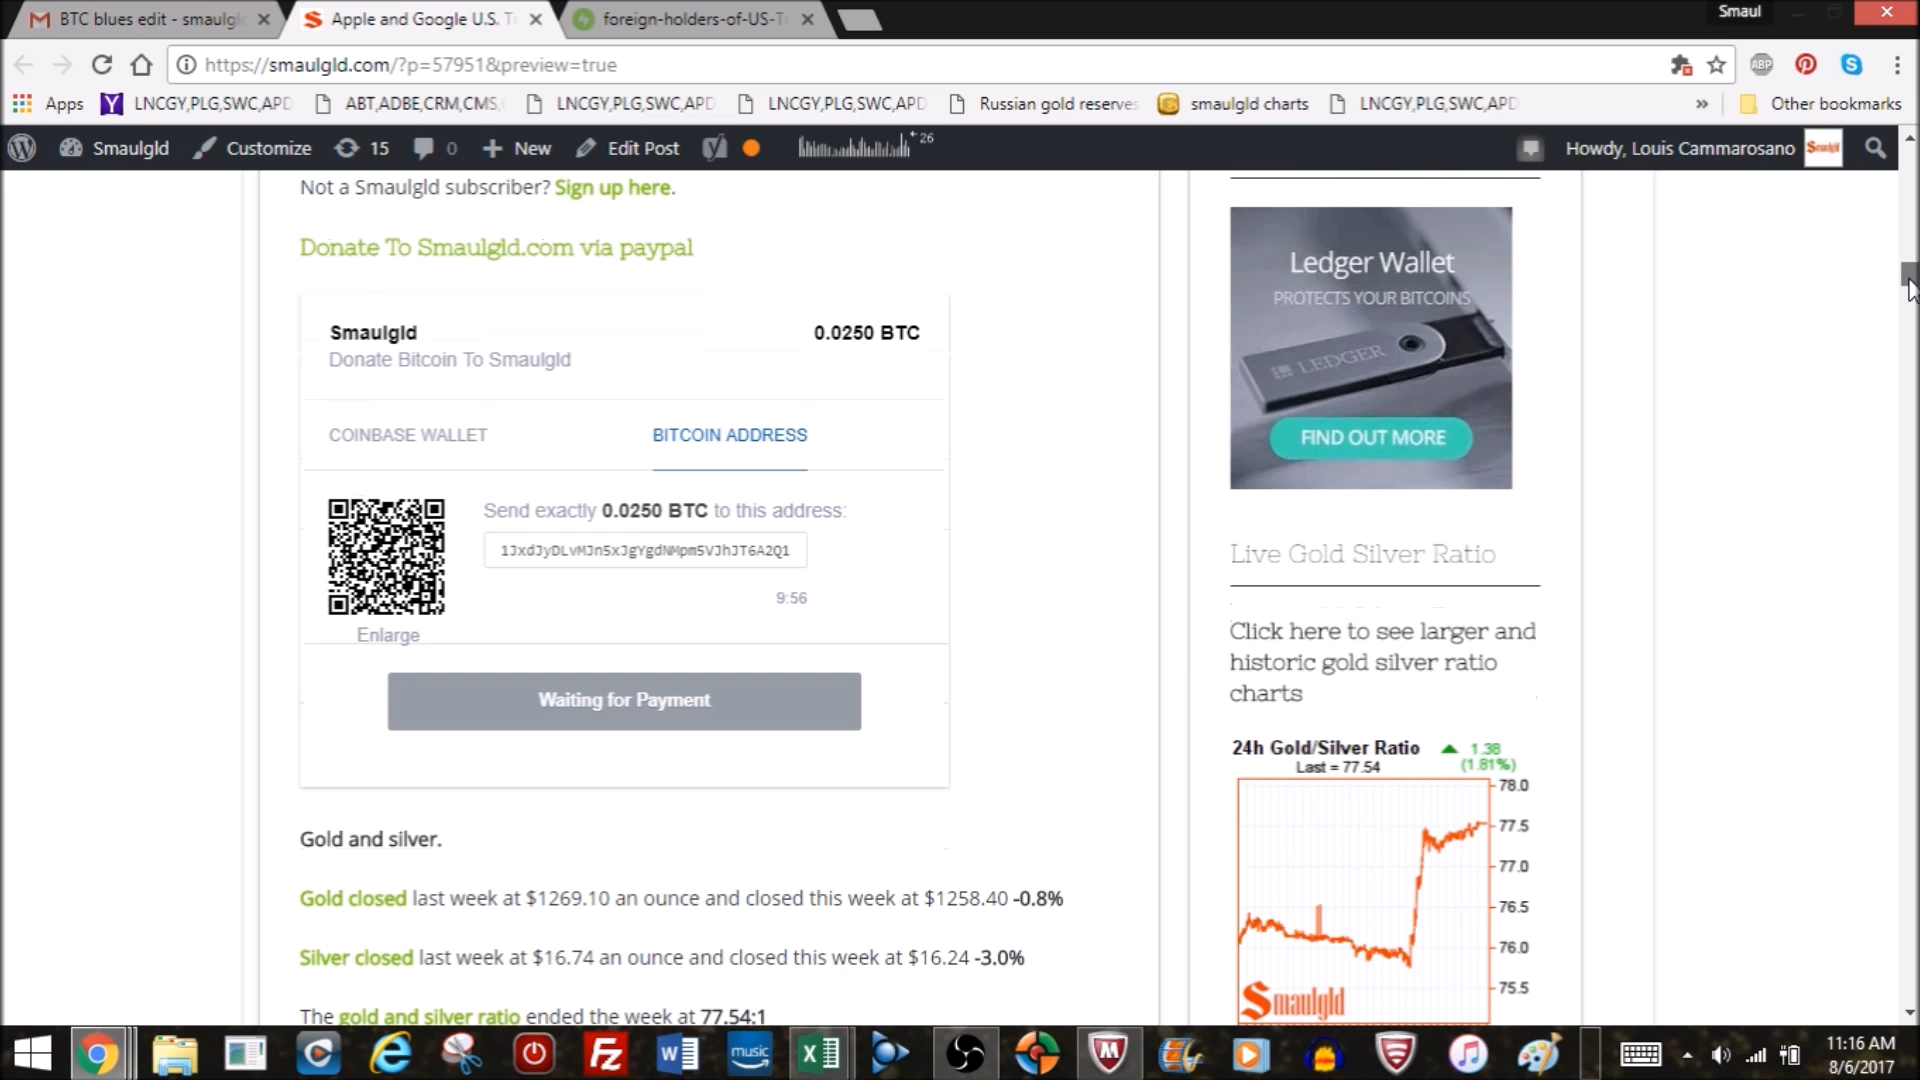 BTC blues edit - smaulgl
Apple and Google U.S. T
foreign-holders-of-US-T
Smaul
https://smaulgld.com/?p=57951&preview=true
ABP
Apps
LNCGY,PLG,SWC,APD
ABT,ADBE,CRM,CMS,
LNCGY,PLG,SWC,APD
LNCGY,PLG,SWC,APD
Russian gold reserves
smaulgld charts
LNCGY,PLG,SWC,APD
»
Other bookmarks
Smaulgld
Customize
15
0
New
Edit Post
26
Howdy, Louis Cammarosano
Smaulgld
Not a Smaulgld subscriber? Sign up here.
Donate To Smaulgld.com via paypal
Smaulgld
0.0250 BTC
Donate Bitcoin To Smaulgld
COINBASE WALLET
BITCOIN ADDRESS
Send exactly 0.0250 BTC to this address:
1JxdJyDLvMJn5xJgYgdNMpm5VJhJT6A2Q1
9:56
Enlarge
Waiting for Payment
Gold and silver.
Gold closed last week at $1269.10 an ounce and closed this week at $1258.40 -0.8%
Silver closed last week at $16.74 an ounce and closed this week at $16.24 -3.0%
The gold and silver ratio ended the week at 77.54:1
Ledger Wallet
PROTECTS YOUR BITCOINS
LEDGER
FIND OUT MORE
Live Gold Silver Ratio
Click here to see larger and
historic gold silver ratio
charts
24h Gold/Silver Ratio
1.38
Last = 77.54
(1.81%)
78.0
77.5
77.0
76.5
76.0
75.5
Smaulgld
music
11:16 AM
8/6/2017